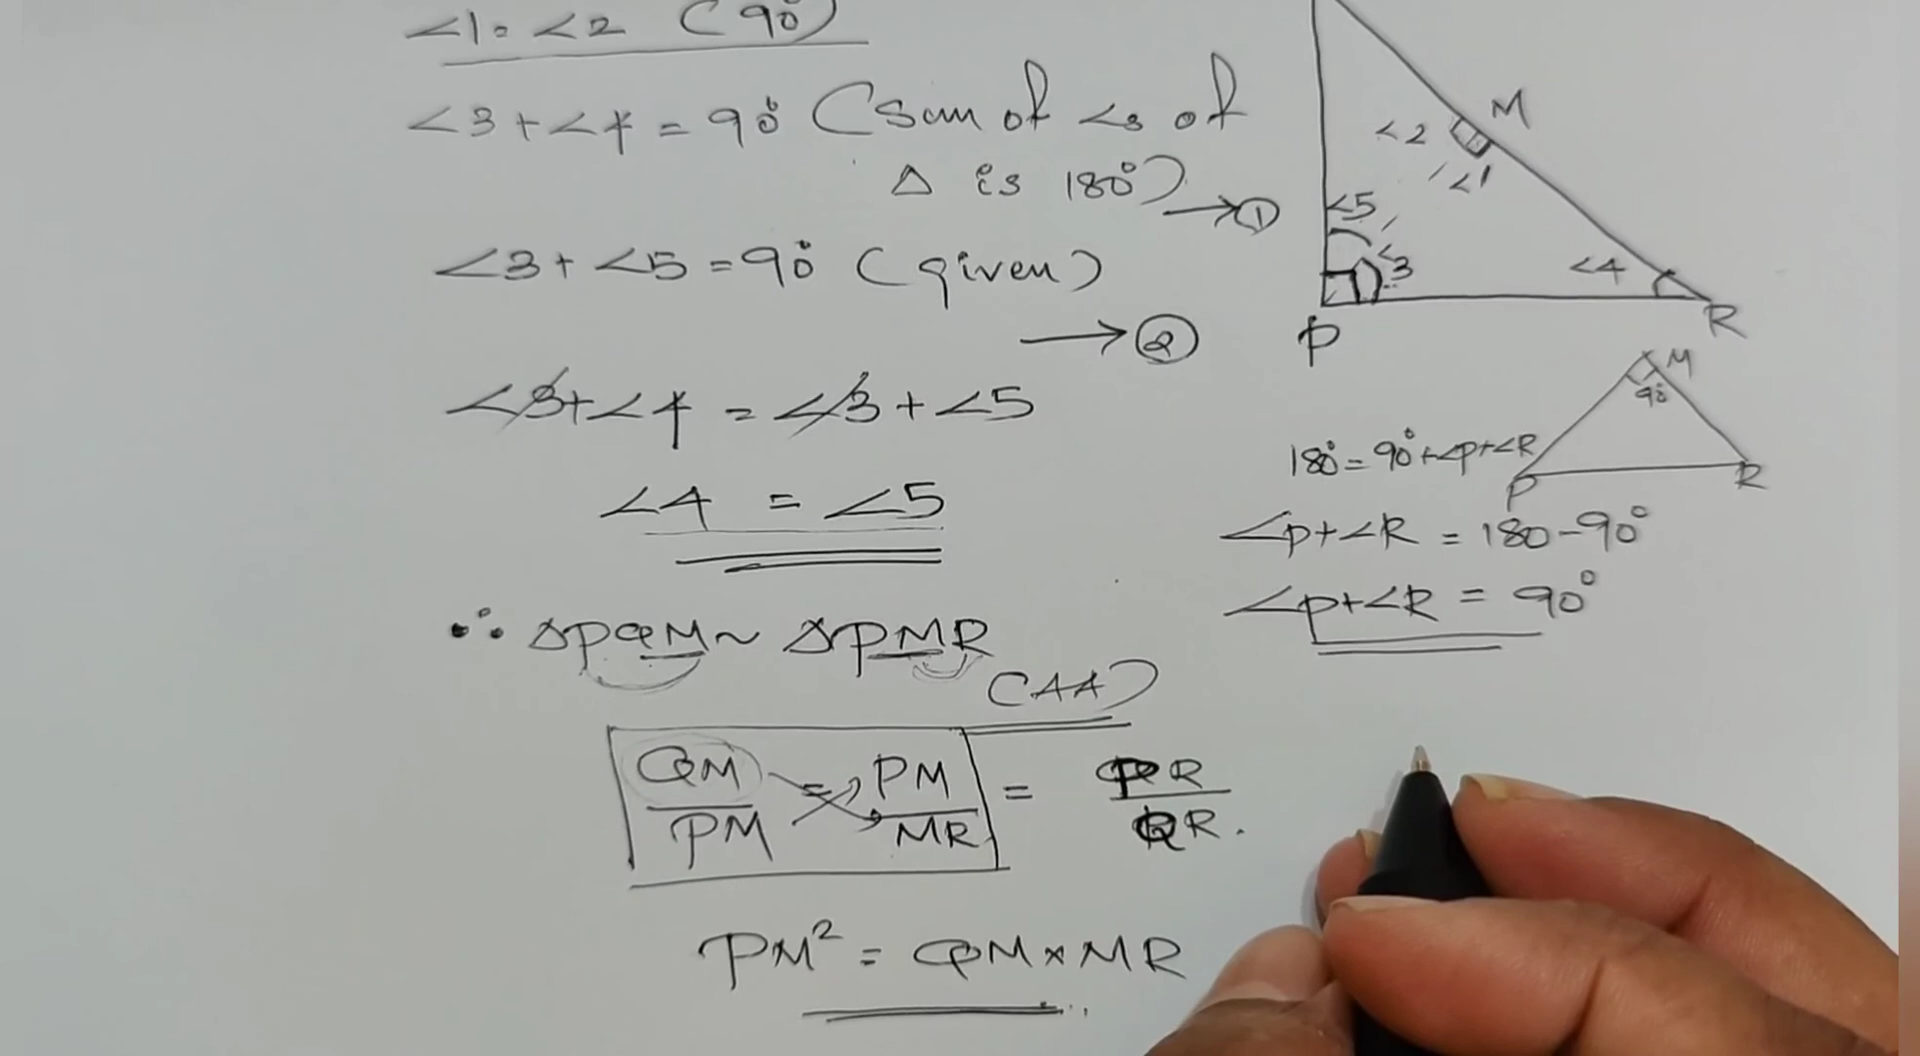 ∠1 = ∠2 (90°)
∠3 + ∠4 = 90° (Sum of ∠s of
△ is 180°)
→ ①
∠3 + ∠5 = 90° (given)
→ ②
∠3 + ∠4 = ∠3 + ∠5
∠4 = ∠5
∴ △PQM ~ △PMR
(AA)
QM/PM = PM/MR = PR/QR.
PM² = QM × MR
M
∠2
∠1
∠5
∠3
∠4
P
R
M
90°
180° = 90° + ∠P + ∠R
P
R
∠P + ∠R = 180 - 90°
∠P + ∠R = 90°